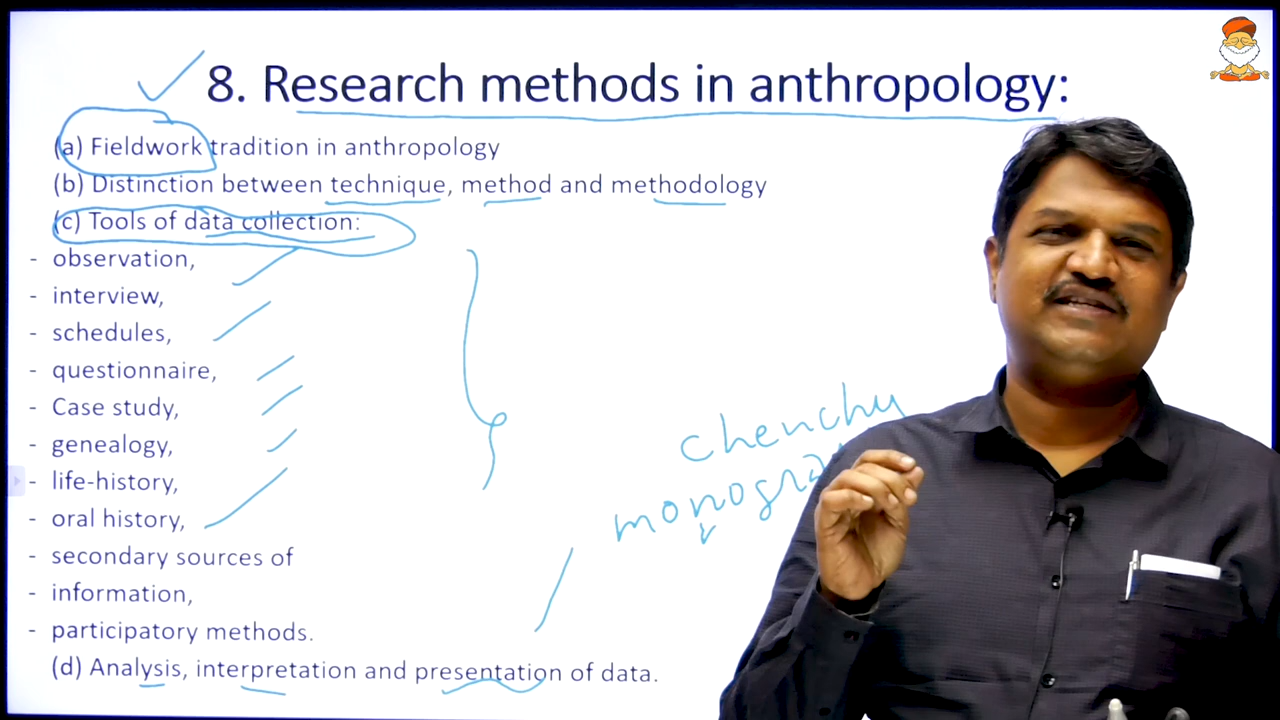 8. Research methods in anthropology:
(a) Fieldwork tradition in anthropology
(b) Distinction between technique, method and methodology
(c) Tools of data collection:
- observation,
- interview,
- schedules,
- questionnaire,
- Case study,
- genealogy,
- life-history,
- oral history,
- secondary sources of
- information,
- participatory methods.
(d) Analysis, interpretation and presentation of data.
chenchu